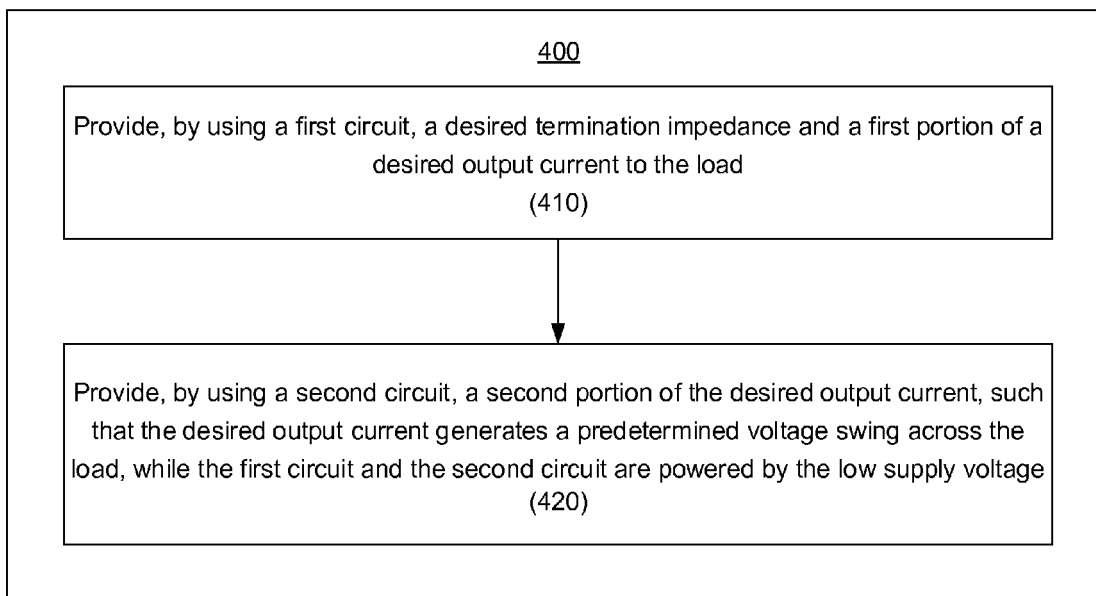 400
Provide, by using a first circuit, a desired termination impedance and a first portion of a
desired output current to the load
(410)
Provide, by using a second circuit, a second portion of the desired output current, such
that the desired output current generates a predetermined voltage swing across the
load, while the first circuit and the second circuit are powered by the low supply voltage
(420)